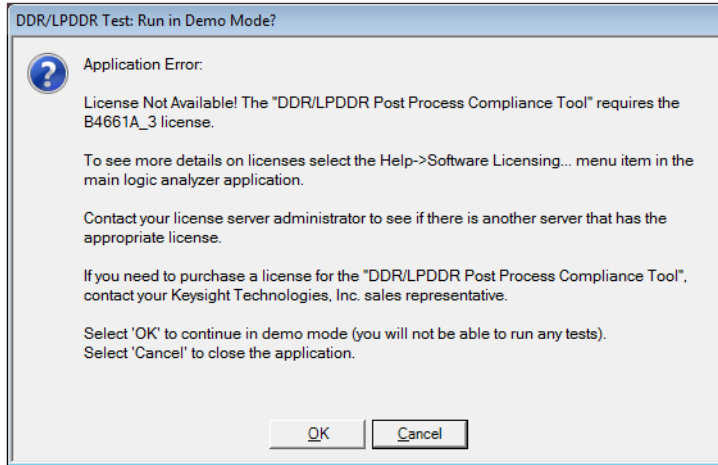 DDR/LPDDR Test: Run in Demo Mode?
Application Error:
License Not Available! The "DDR/LPDDR Post Process Compliance Tool" requires the
B4661A_3 license.
To see more details on licenses select the Help->Software Licensing... menu item in the
main logic analyzer application.
Contact your license server administrator to see if there is another server that has the
appropriate license.
If you need to purchase a license for the "DDR/LPDDR Post Process Compliance Tool",
contact your Keysight Technologies, Inc. sales representative.
Select 'OK' to continue in demo mode (you will not be able to run any tests).
Select 'Cancel' to close the application.
OK Cancel